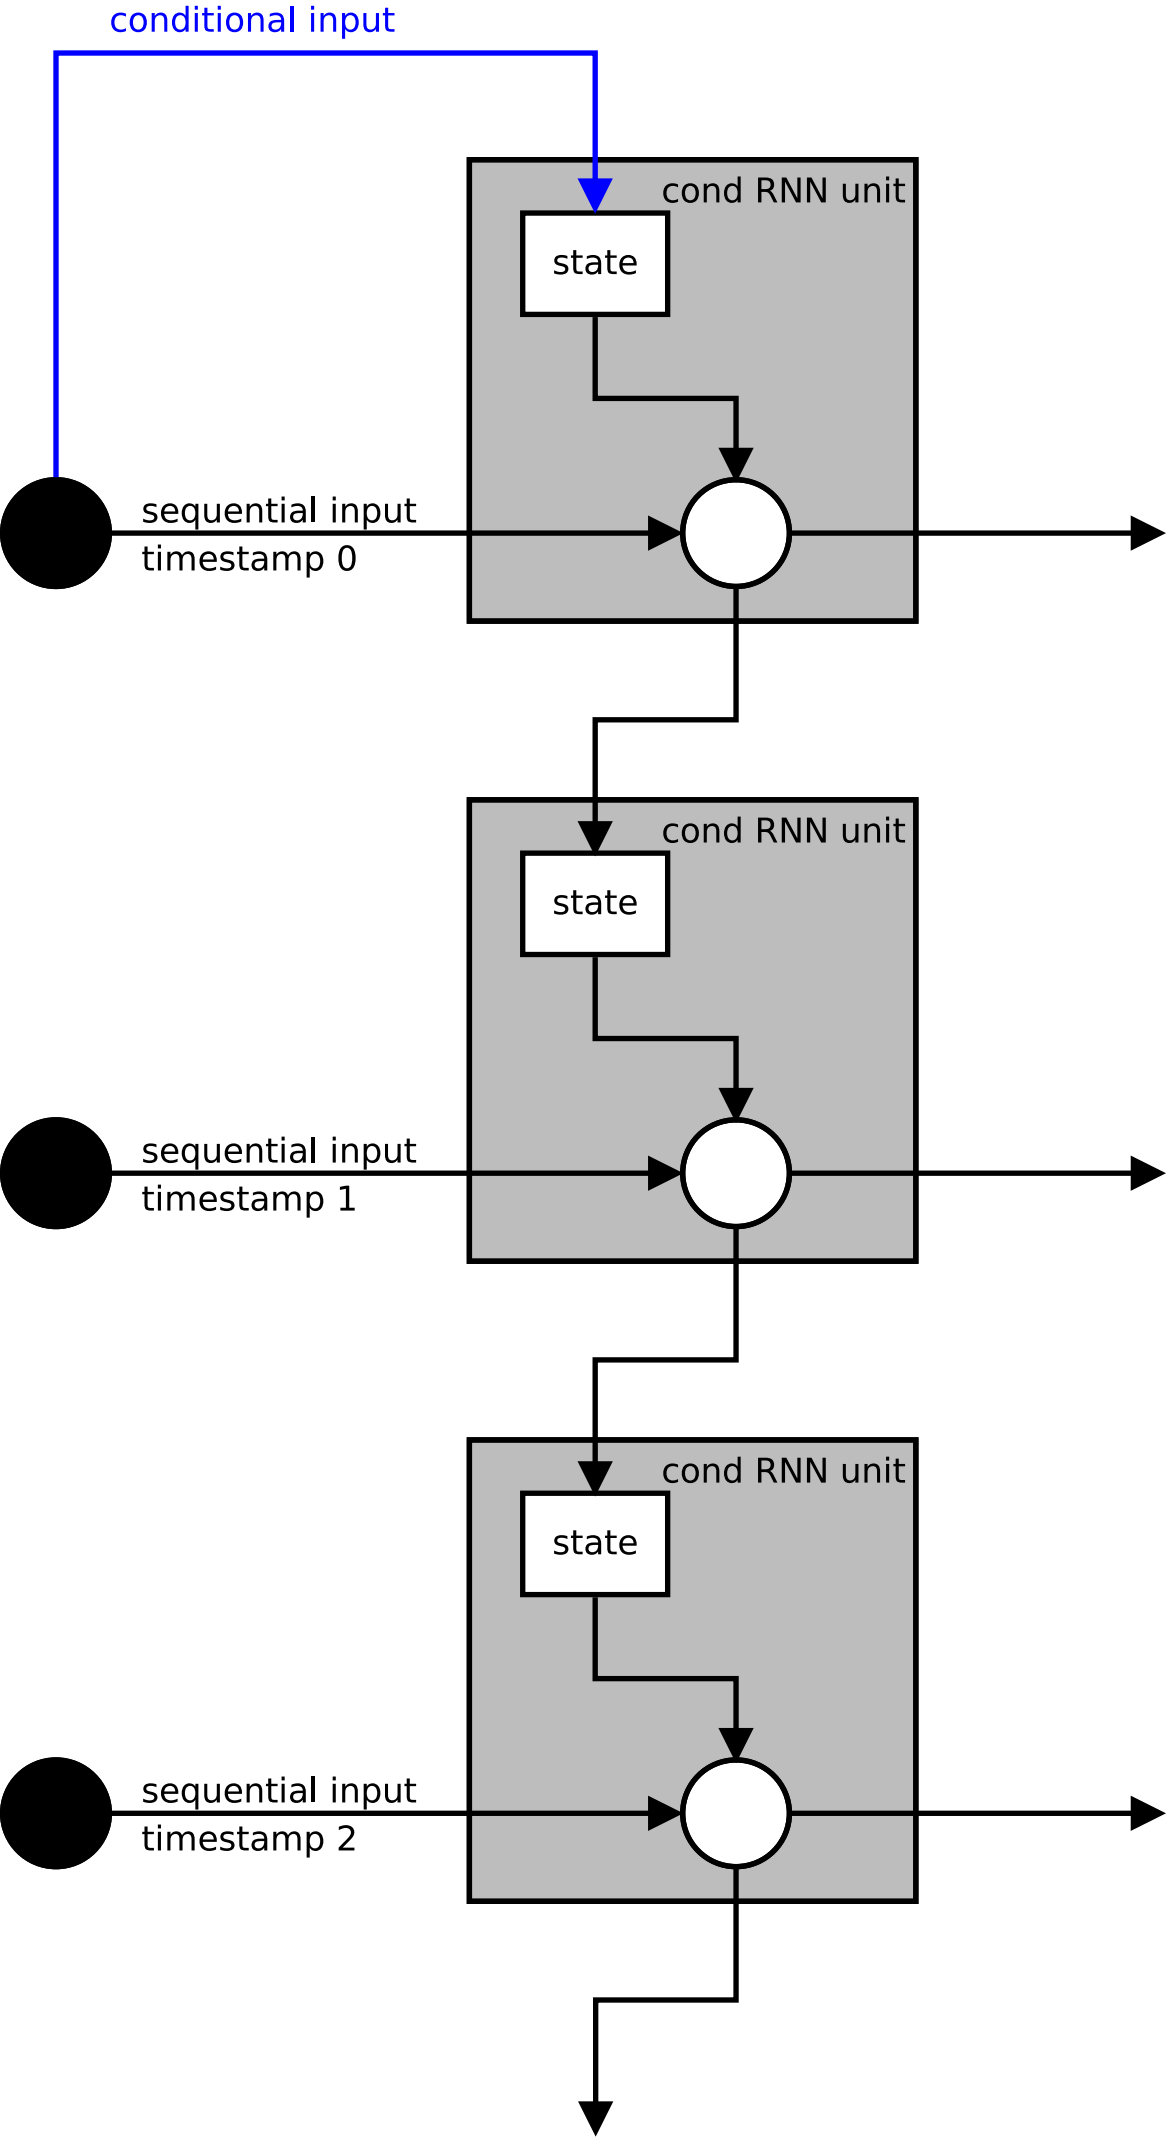 conditional input
cond RNN unit
state
sequential input
timestamp 0
cond RNN unit
state
sequential input
timestamp 1
cond RNN unit
state
sequential input
timestamp 2